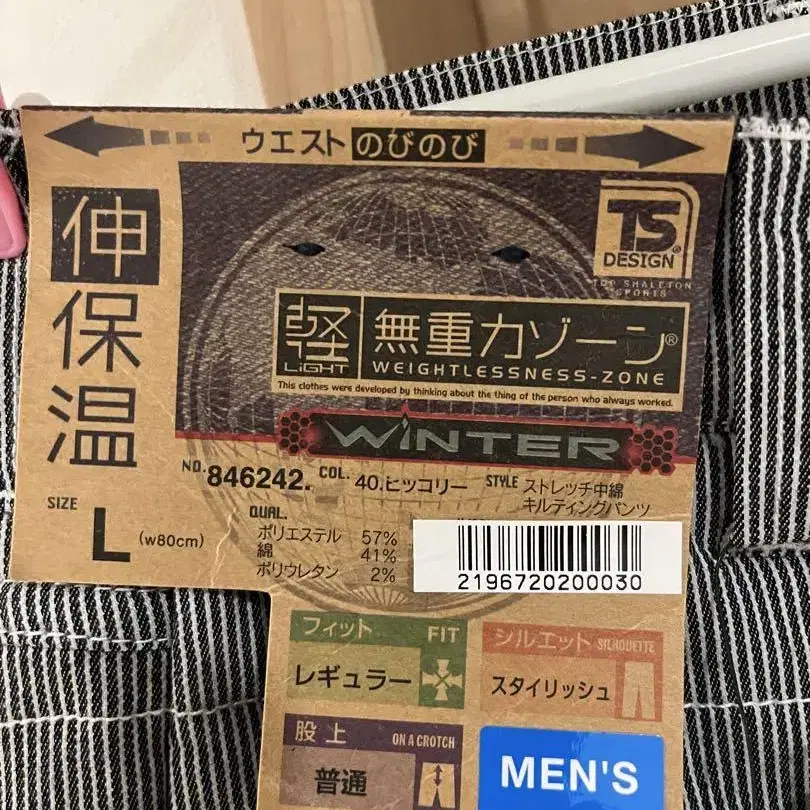 ウエスト のびのび
伸
保
温
TS
DESIGN®
TOP SHALETON
SPORTS
軽
LIGHT
無重力ゾーン®
WEIGHTLESSNESS-ZONE
This clothes were developed by thinking about the thing of the person who always worked.
WINTER
NO. 846242. COL. 40.ヒッコリー STYLE ストレッチ中綿
キルティングパンツ
SIZE
L (w80cm)
QUAL.
ポリエステル 57%
綿 41%
ポリウレタン 2%
2196720200030
フィット FIT
レギュラー
シルエット SILHOUETTE
スタイリッシュ
股上 ON A CROTCH
普通
MEN'S